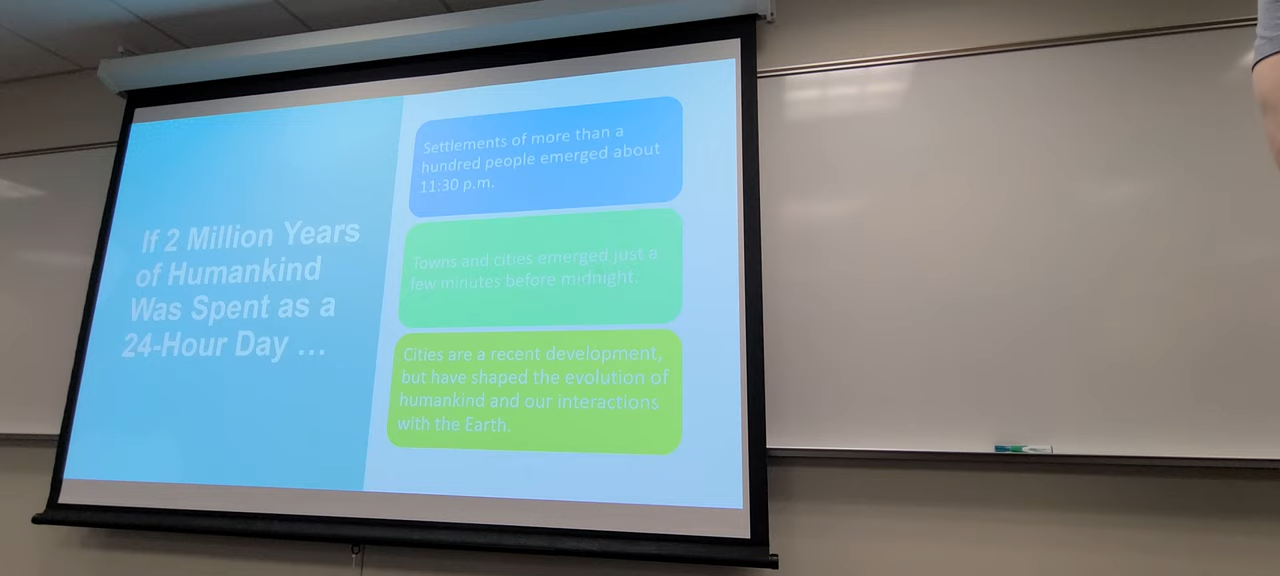 If 2 Million Years
of Humankind
Was Spent as a
24-Hour Day …
Settlements of more than a
hundred people emerged about
11:30 p.m.
Towns and cities emerged just a
few minutes before midnight.
Cities are a recent development,
but have shaped the evolution of
humankind and our interactions
with the Earth.